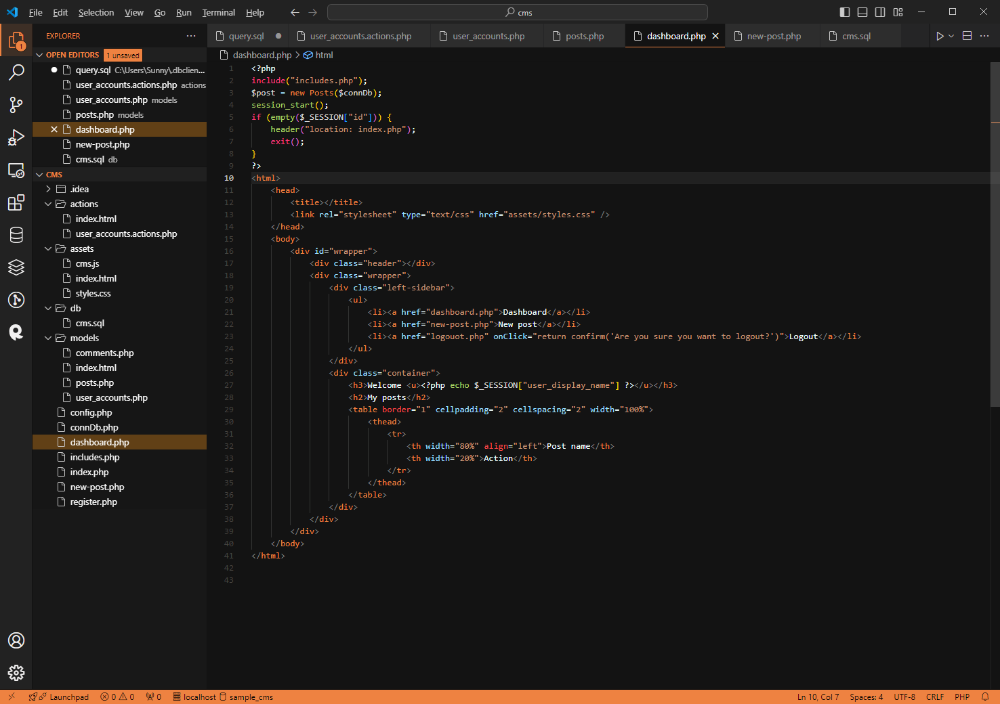 File Edit Selection View Go Run Terminal Help
cms
EXPLORER
1
OPEN EDITORS 1 unsaved
query.sql C:\Users\Sunny\.dbclien...
user_accounts.actions.php actions
user_accounts.php models
posts.php models
dashboard.php
new-post.php
cms.sql db
CMS
.idea
actions
index.html
user_accounts.actions.php
assets
cms.js
index.html
styles.css
db
cms.sql
models
comments.php
index.html
posts.php
user_accounts.php
config.php
connDb.php
dashboard.php
includes.php
index.php
new-post.php
register.php
query.sql user_accounts.actions.php user_accounts.php posts.php dashboard.php new-post.php cms.sql
dashboard.php > html
1 <?php
2 include("includes.php");
3 $post = new Posts($connDb);
4 session_start();
5 if (empty($_SESSION["id"])) {
6 header("location: index.php");
7 exit();
8 }
9 ?>
10 <html>
11 <head>
12 <title></title>
13 <link rel="stylesheet" type="text/css" href="assets/styles.css" />
14 </head>
15 <body>
16 <div id="wrapper">
17 <div class="header"></div>
18 <div class="wrapper">
19 <div class="left-sidebar">
20 <ul>
21 <li><a href="dashboard.php">Dashboard</a></li>
22 <li><a href="new-post.php">New post</a></li>
23 <li><a href="logouot.php" onClick="return confirm('Are you sure you want to logout?')">Logout</a></li>
24 </ul>
25 </div>
26 <div class="container">
27 <h3>Welcome <u><?php echo $_SESSION["user_display_name"] ?></u></h3>
28 <h2>My posts</h2>
29 <table border="1" cellpadding="2" cellspacing="2" width="100%">
30 <thead>
31 <tr>
32 <th width="80%" align="left">Post name</th>
33 <th width="20%">Action</th>
34 </tr>
35 </thead>
36 </table>
37 </div>
38 </div>
39 </div>
40 </body>
41 </html>
42
43
Launchpad 0 0 0 localhost sample_cms Ln 10, Col 7 Spaces: 4 UTF-8 CRLF PHP